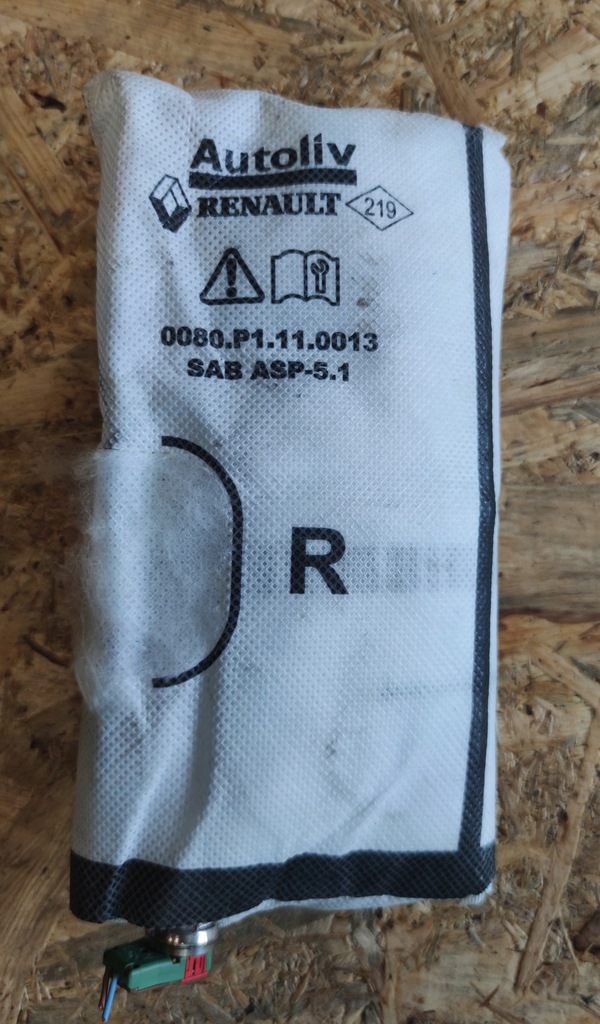 Autoliv
RENAULT 219
0080.P1.11.0013
SAB ASP-5.1
R